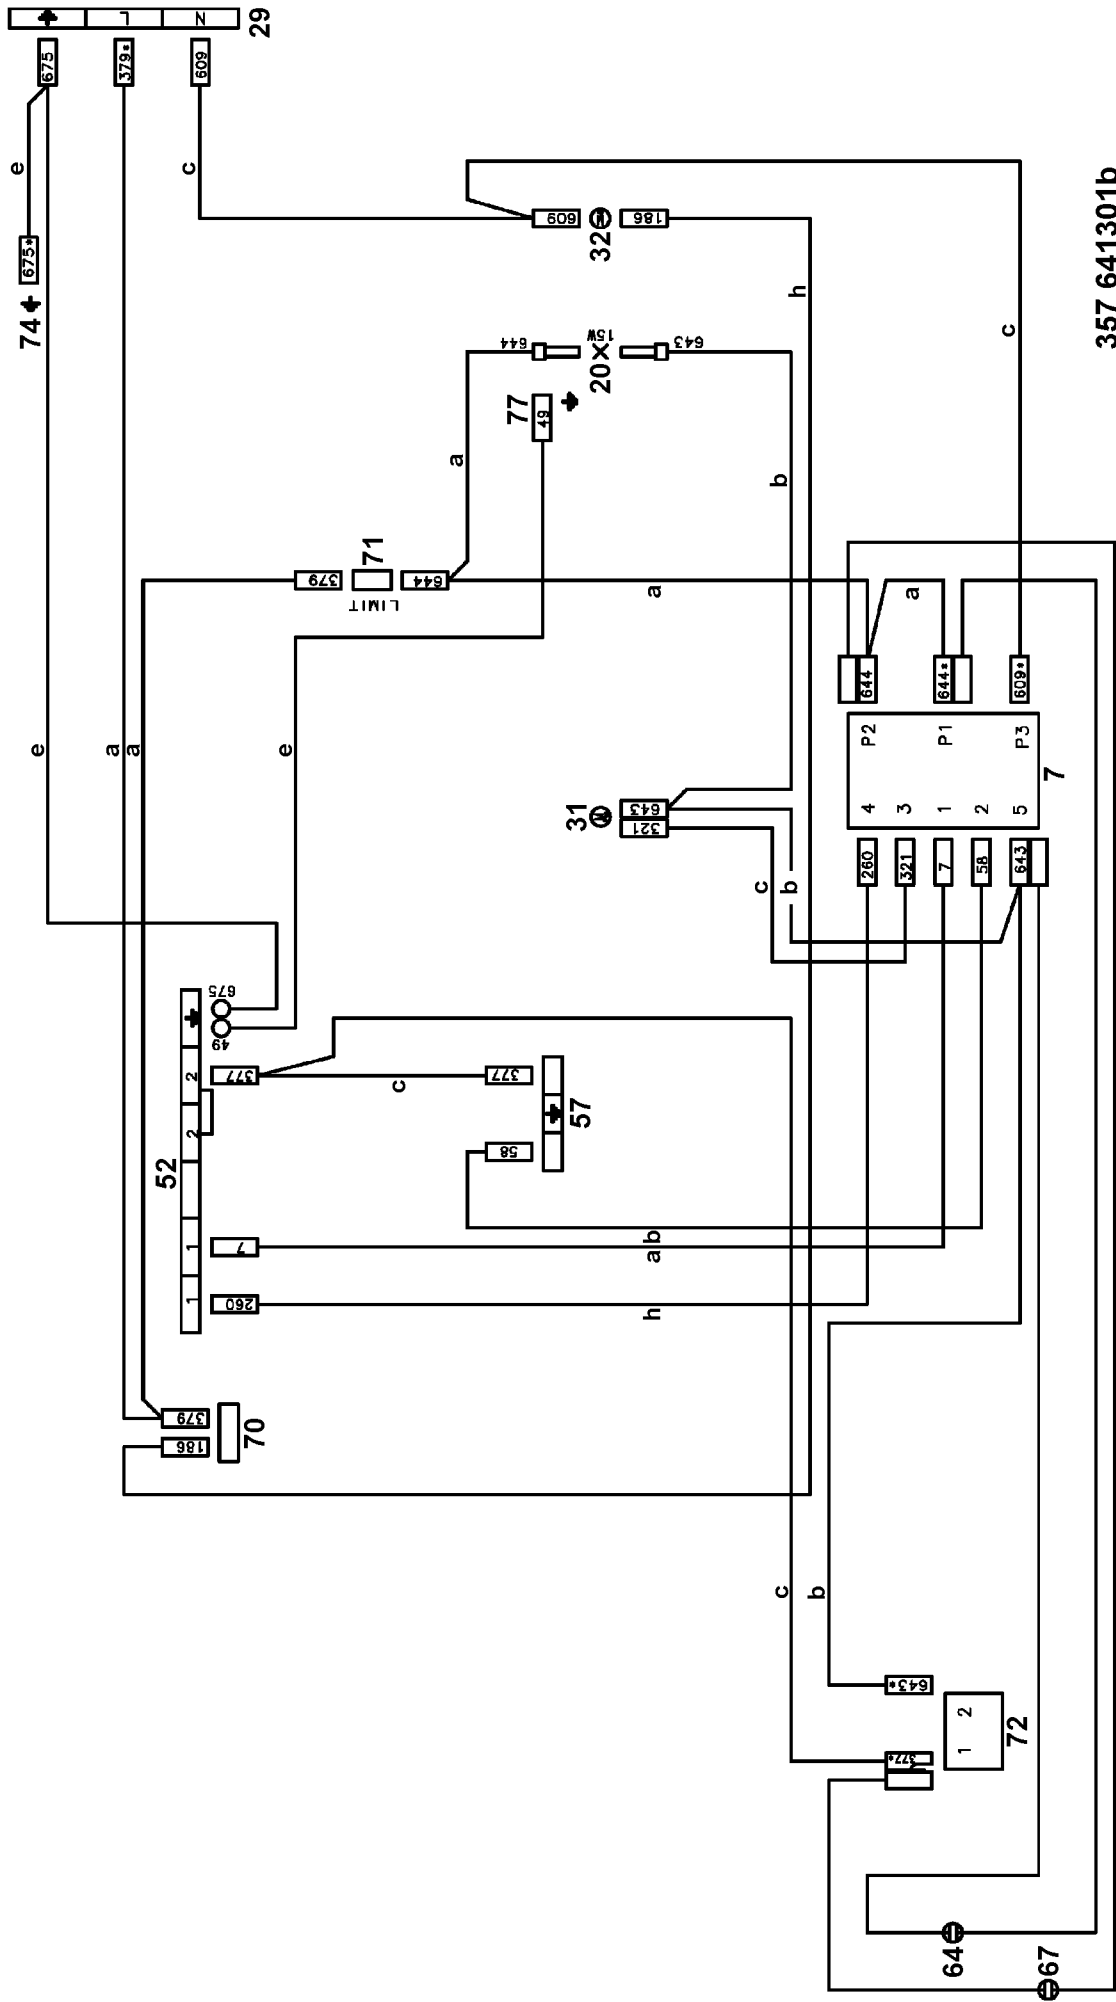 L
N
29
675
379*
609
e
c
675*
74
609
32
186
h
644
15W
20
643
77
49
c
a
b
379
71
LIMIT
644
a
a
e
a
a
e
644
644*
609*
P2
P1
P3
7
4
3
1
2
5
31
643
321
260
321
7
58
643
c
b
675
49
52
2
2
1
1
377
c
377
57
58
7
260
b
a
h
379
186
70
c
b
643*
377*
1
2
72
64
67
357 641301b